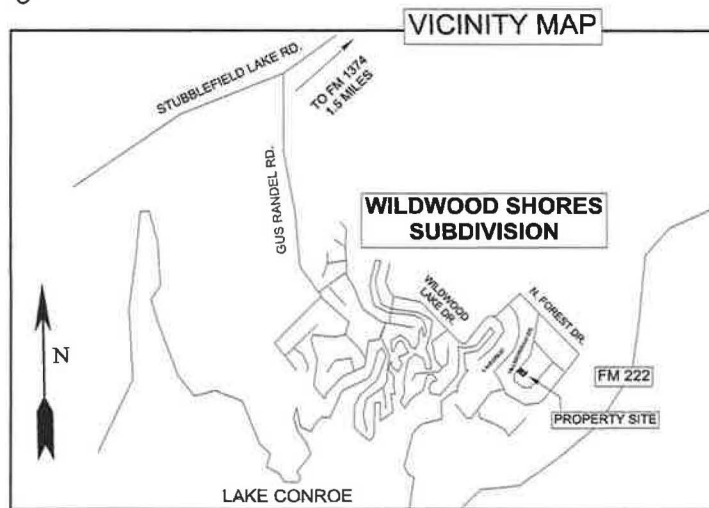 VICINITY MAP
STUBBLEFIELD LAKE RD.
TO FM 1374
1.5 MILES
GUS RANDEL RD.
WILDWOOD SHORES
SUBDIVISION
WILDWOOD
LAKE DR.
N. FOREST DR.
N
FM 222
PROPERTY SITE
LAKE CONROE